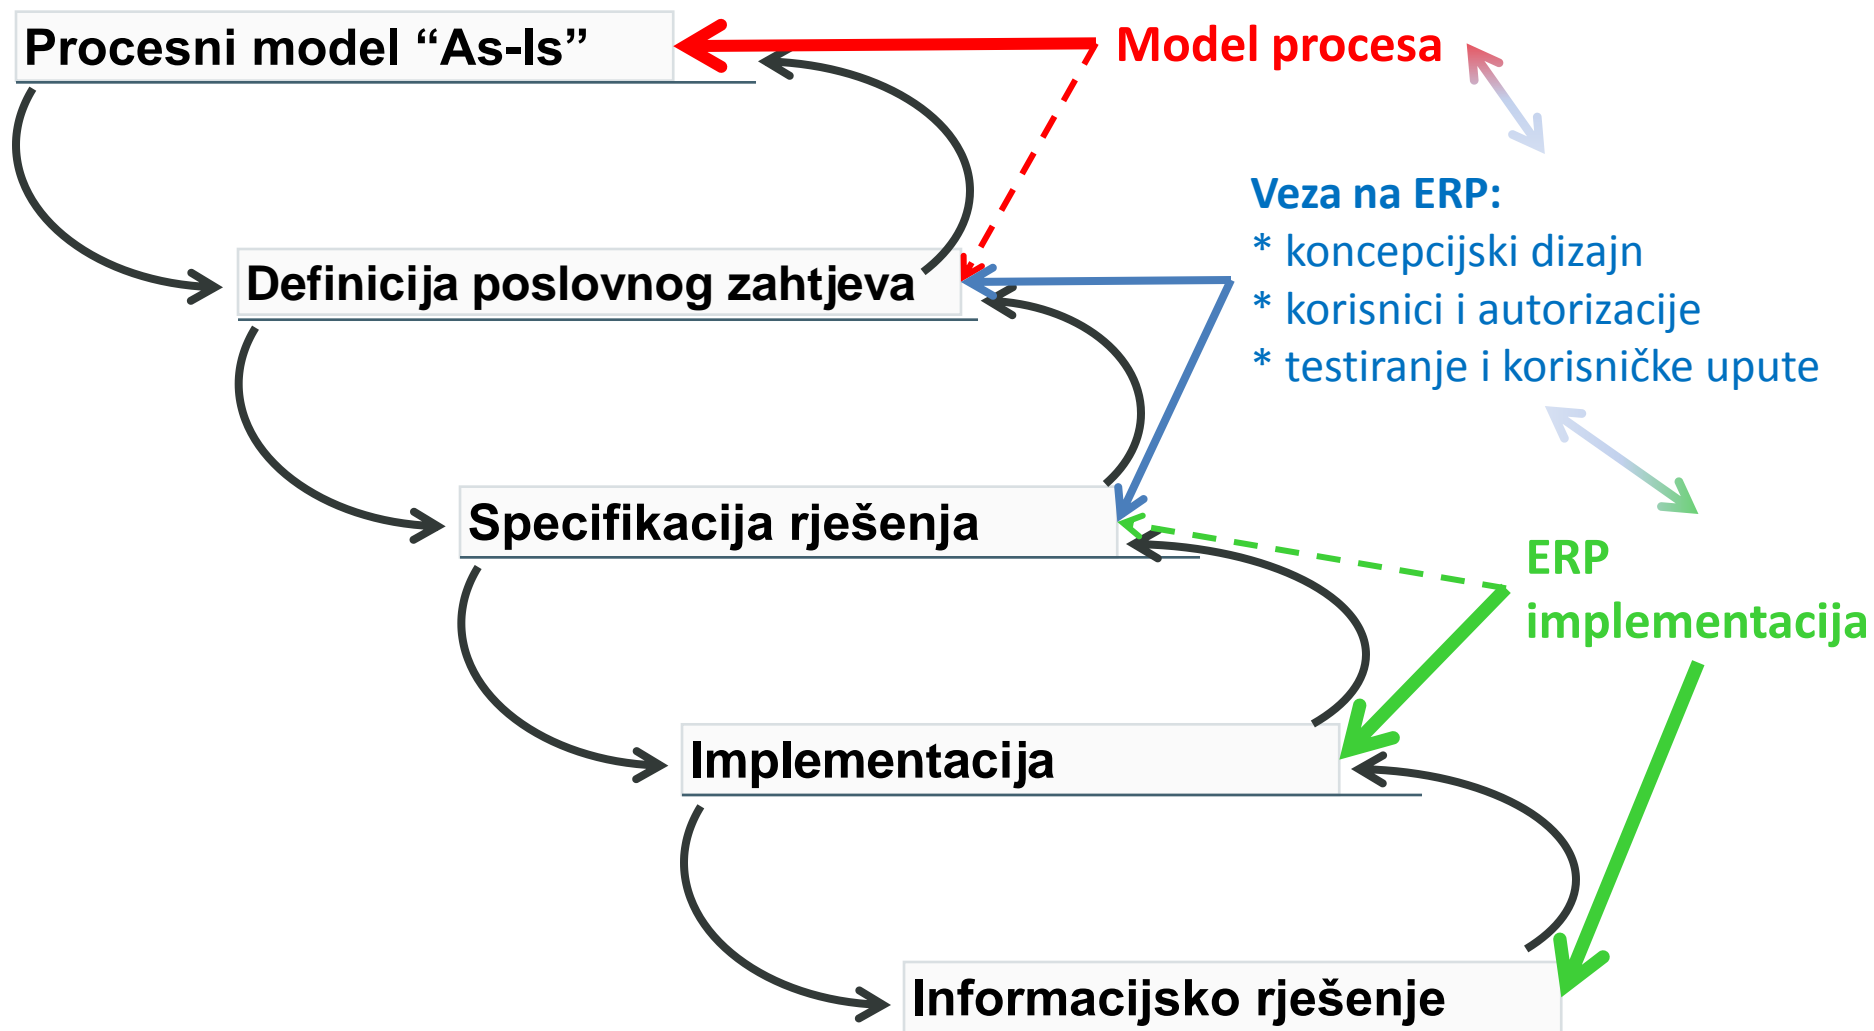 Procesni model “As-Is”
Model procesa
Veza na ERP:
* koncepcijski dizajn
* korisnici i autorizacije
* testiranje i korisničke upute
Definicija poslovnog zahtjeva
Specifikacija rješenja
ERP
implementacija
Implementacija
Informacijsko rješenje